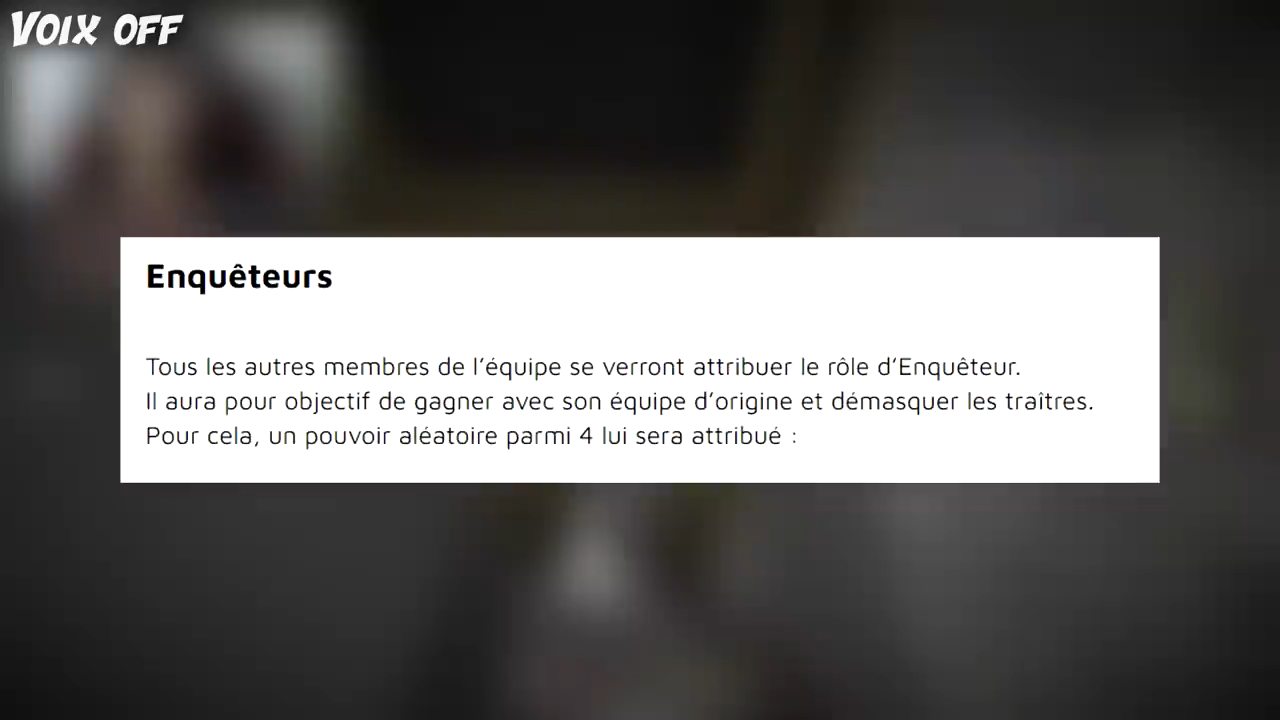 Voix off
Enquêteurs
Tous les autres membres de l’équipe se verront attribuer le rôle d’Enquêteur.
Il aura pour objectif de gagner avec son équipe d’origine et démasquer les traîtres.
Pour cela, un pouvoir aléatoire parmi 4 lui sera attribué :